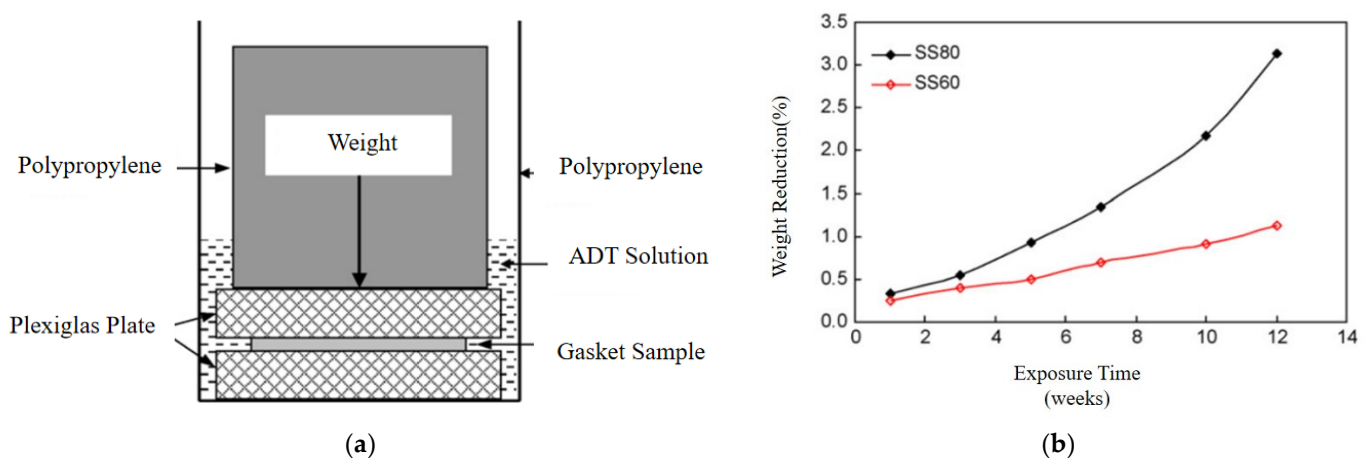 Weight
Polypropylene
Polypropylene
ADT Solution
Plexiglas Plate
Gasket Sample
(a)
3.5
3.0
2.5
2.0
1.5
1.0
0.5
0.0
Weight Reduction(%)
SS80
SS60
0 2 4 6 8 10 12 14
Exposure Time
(weeks)
(b)